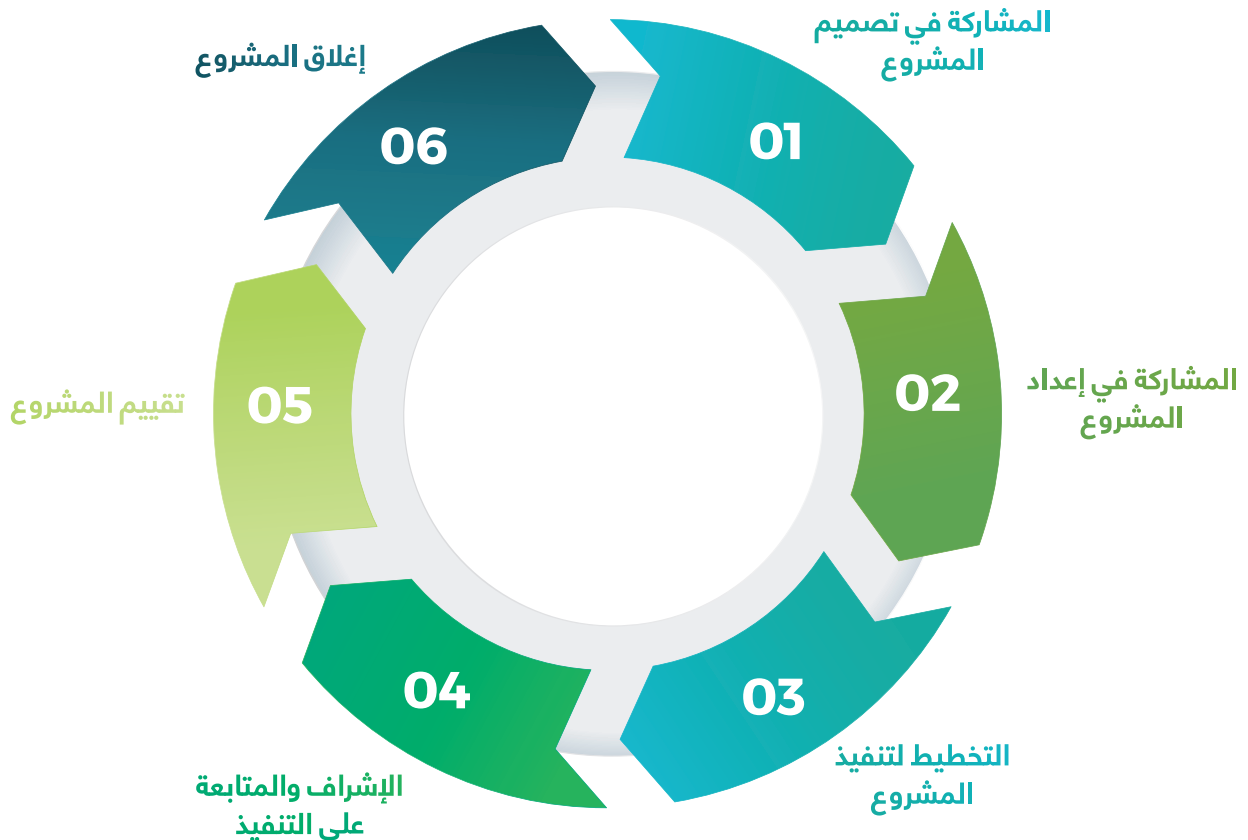 01
المشاركة في تصميم
المشروع
02
المشاركة في إعداد
المشروع
03
التخطيط لتنفيذ
المشروع
04
الإشراف والمتابعة
على التنفيذ
05
تقييم المشروع
06
إغلاق المشروع